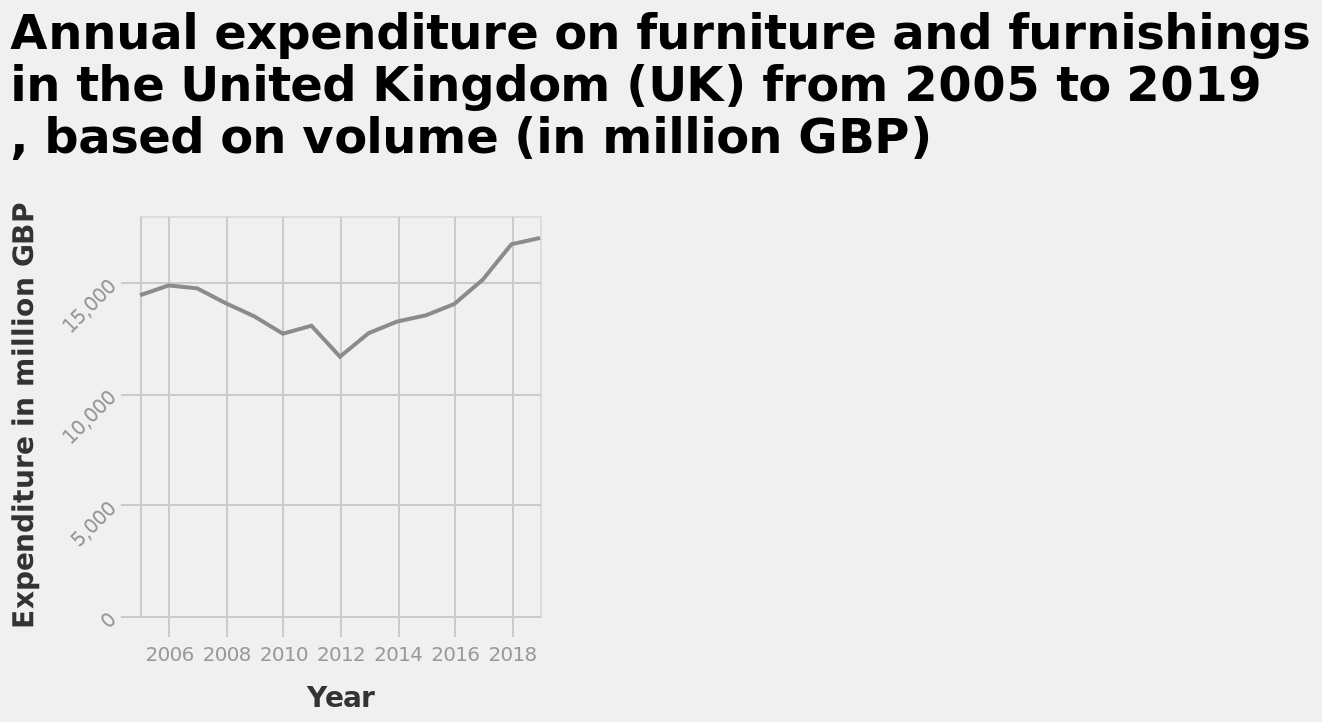 Annual expenditure on furniture and furnishings
in the United Kingdom (UK) from 2005 to 2019
, based on volume (in million GBP)
Expenditure in million GBP
15,000
10,000
5,000
0
2006 2008 2010 2012 2014 2016 2018
Year